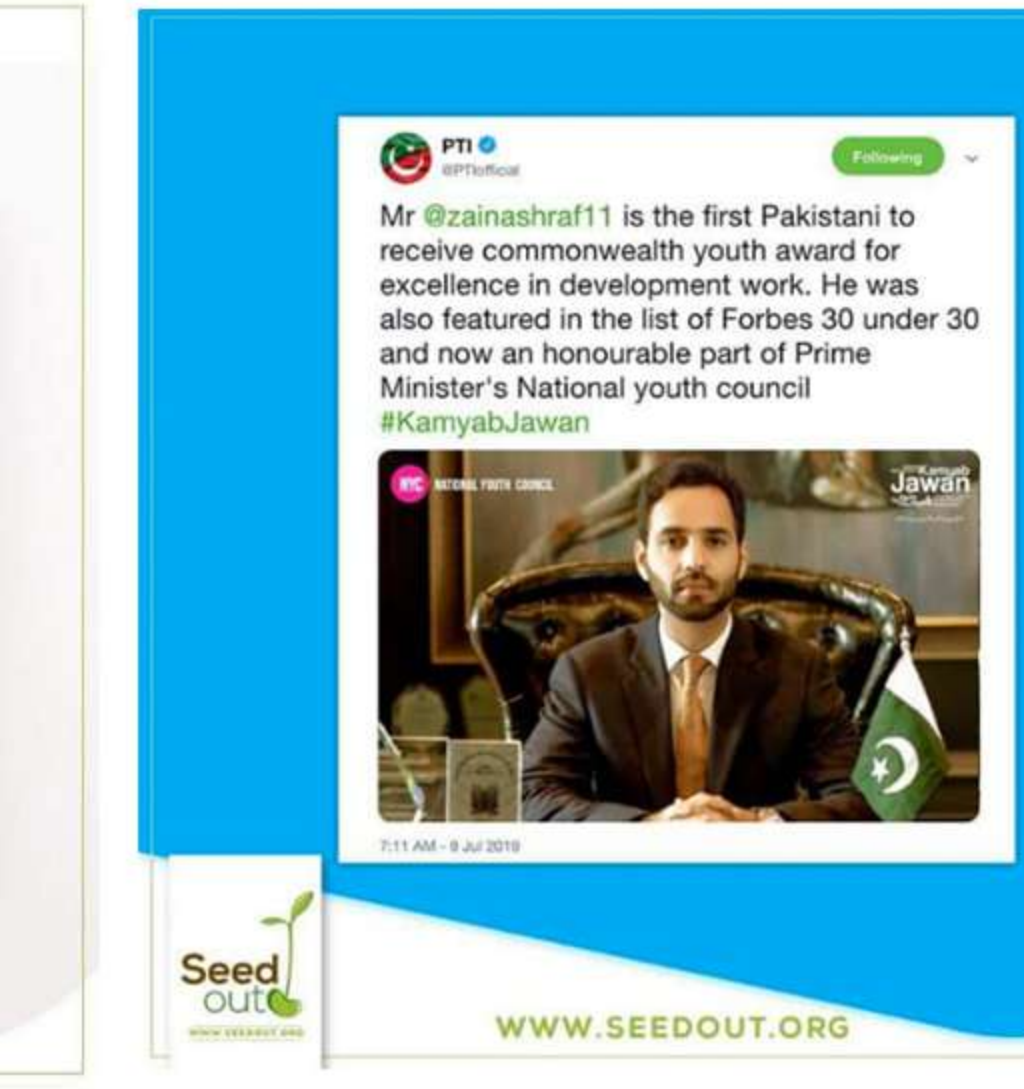 PTI
@PTIofficial
Following
Mr @zainashraf11 is the first Pakistani to
receive commonwealth youth award for
excellence in development work. He was
also featured in the list of Forbes 30 under 30
and now an honourable part of Prime
Minister's National youth council
#KamyabJawan
NYC NATIONAL YOUTH COUNCIL
Kamyab
Jawan
7:11 AM - 9 Jul 2019
Seed
out
WWW.SEEDOUT.ORG
WWW.SEEDOUT.ORG